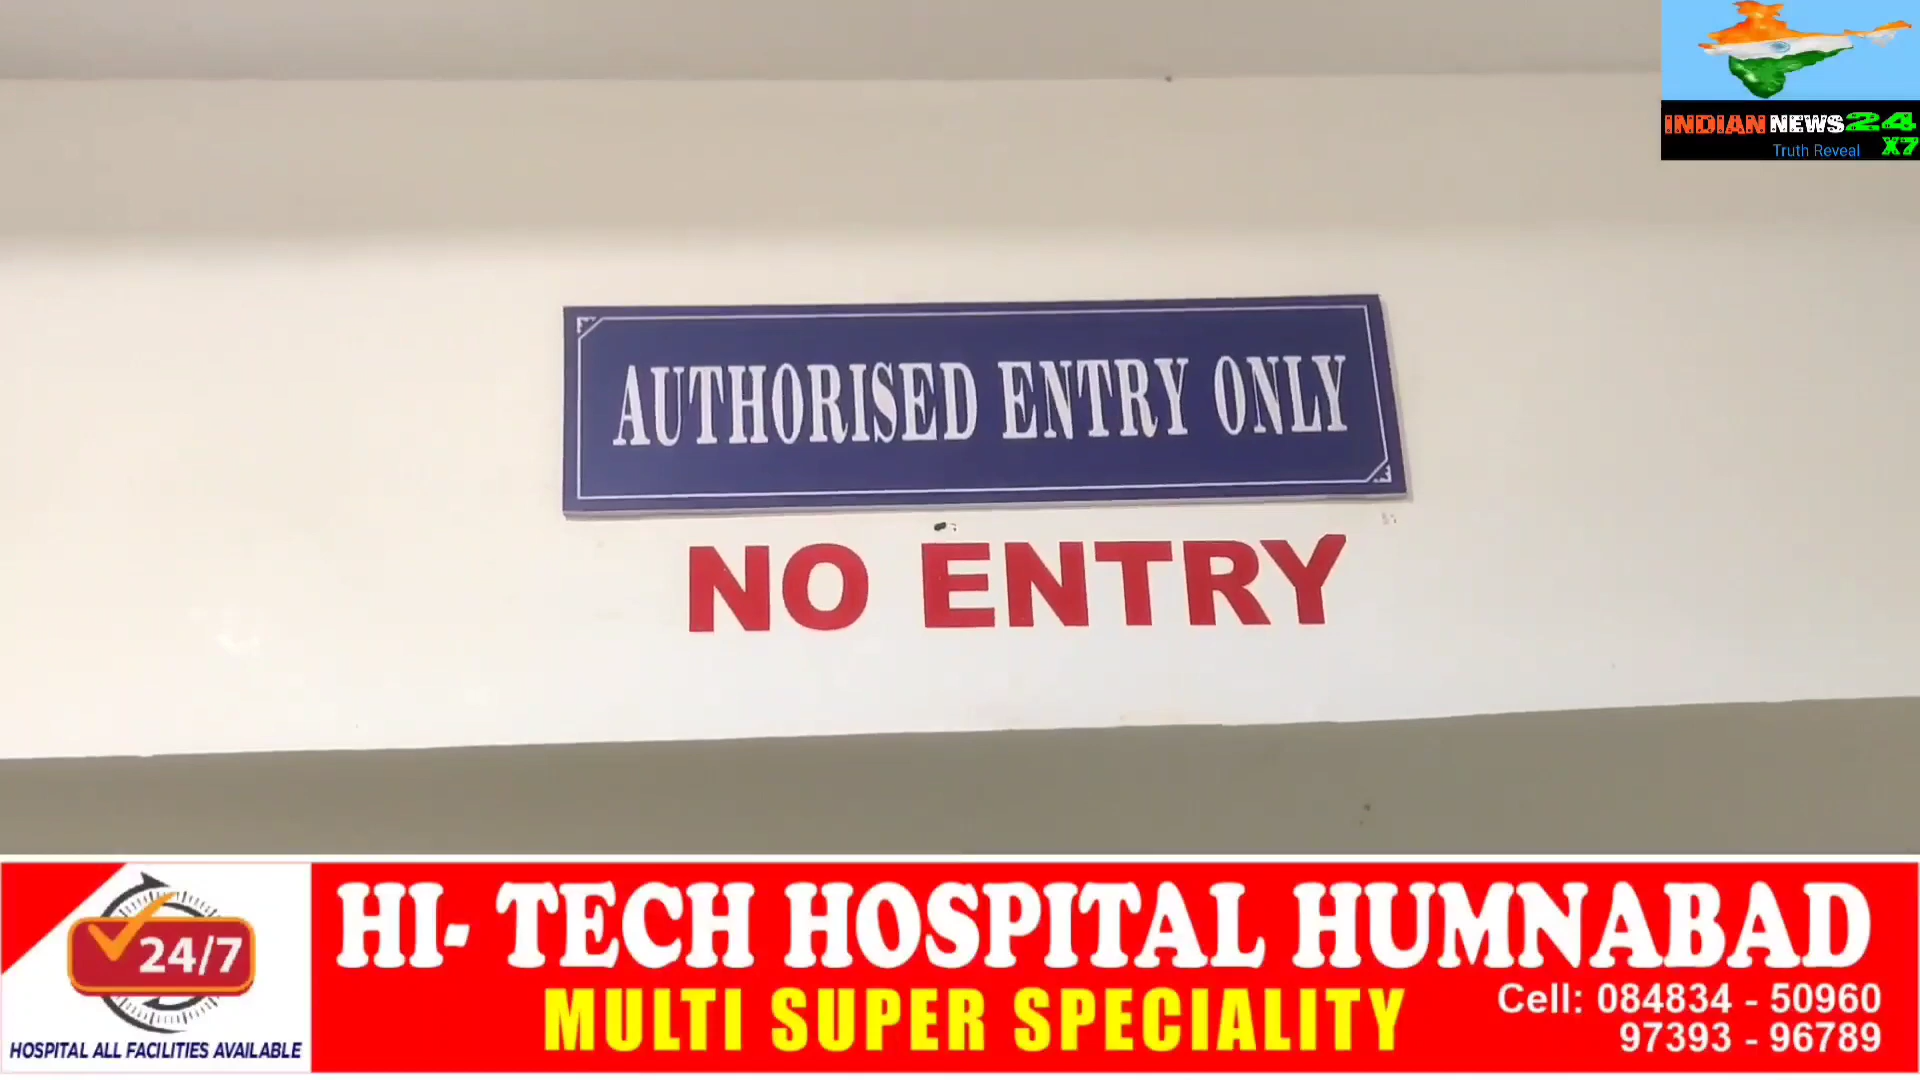 INDIAN NEWS 24
X7
Truth Reveal
AUTHORISED ENTRY ONLY
NO ENTRY
24/7
HOSPITAL ALL FACILITIES AVAILABLE
HI- TECH HOSPITAL HUMNABAD
MULTI SUPER SPECIALITY
Cell: 084834 - 50960
97393 - 96789